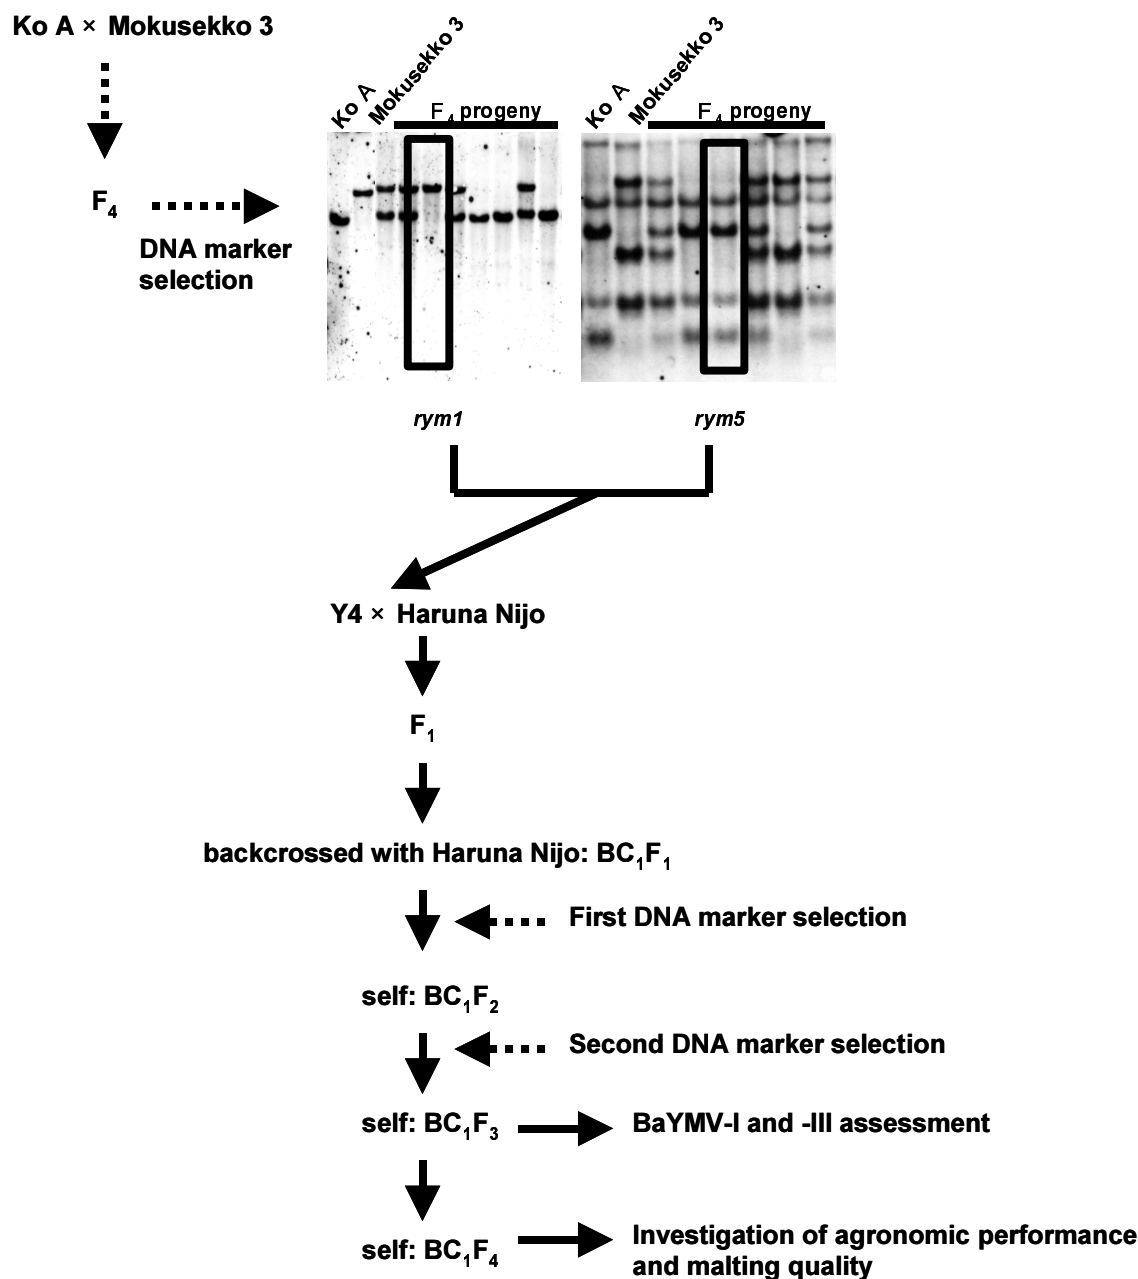 Ko A × Mokusekko 3
Ko A
Mokusekko 3
F4 progeny
Ko A
Mokusekko 3
F4 progeny
F4
DNA marker
selection
rym1
rym5
Y4 × Haruna Nijo
F1
backcrossed with Haruna Nijo: BC1F1
First DNA marker selection
self: BC1F2
Second DNA marker selection
self: BC1F3
BaYMV-I and -III assessment
self: BC1F4
Investigation of agronomic performance
and malting quality